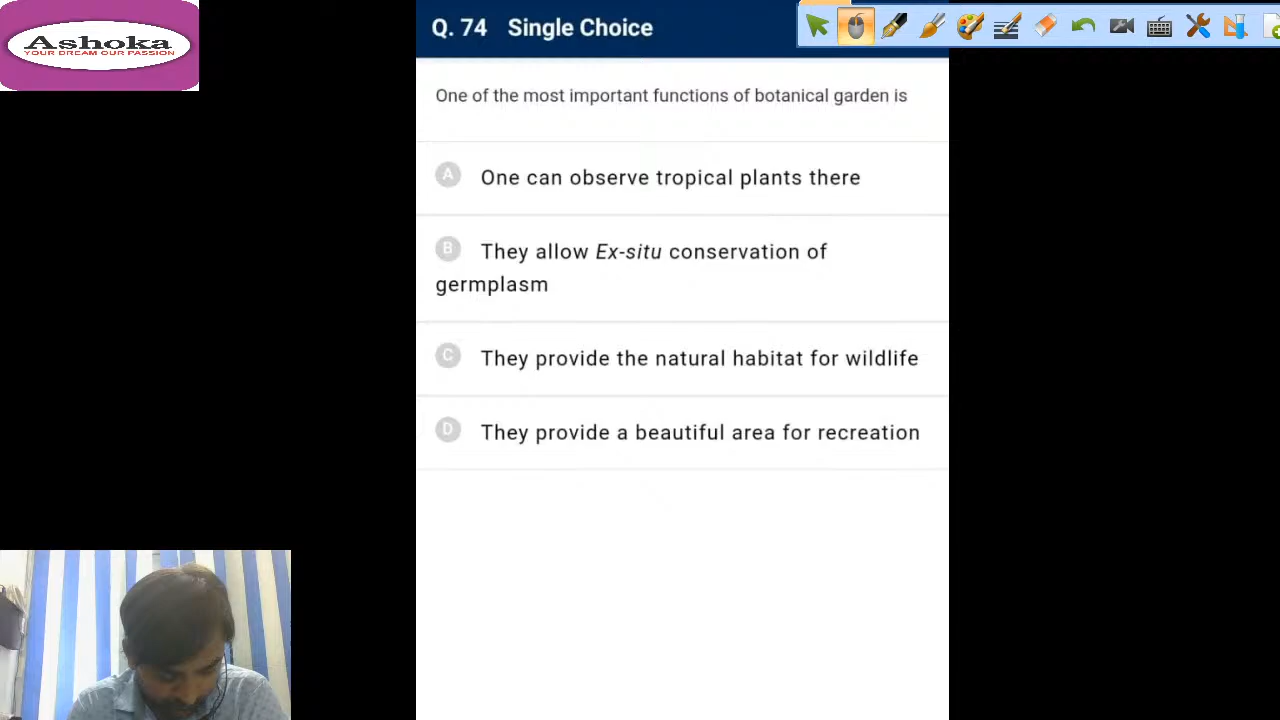 Ashoka
YOUR DREAM OUR PASSION
Q. 74 Single Choice
One of the most important functions of botanical garden is
A One can observe tropical plants there
B They allow Ex-situ conservation of
germplasm
C They provide the natural habitat for wildlife
D They provide a beautiful area for recreation